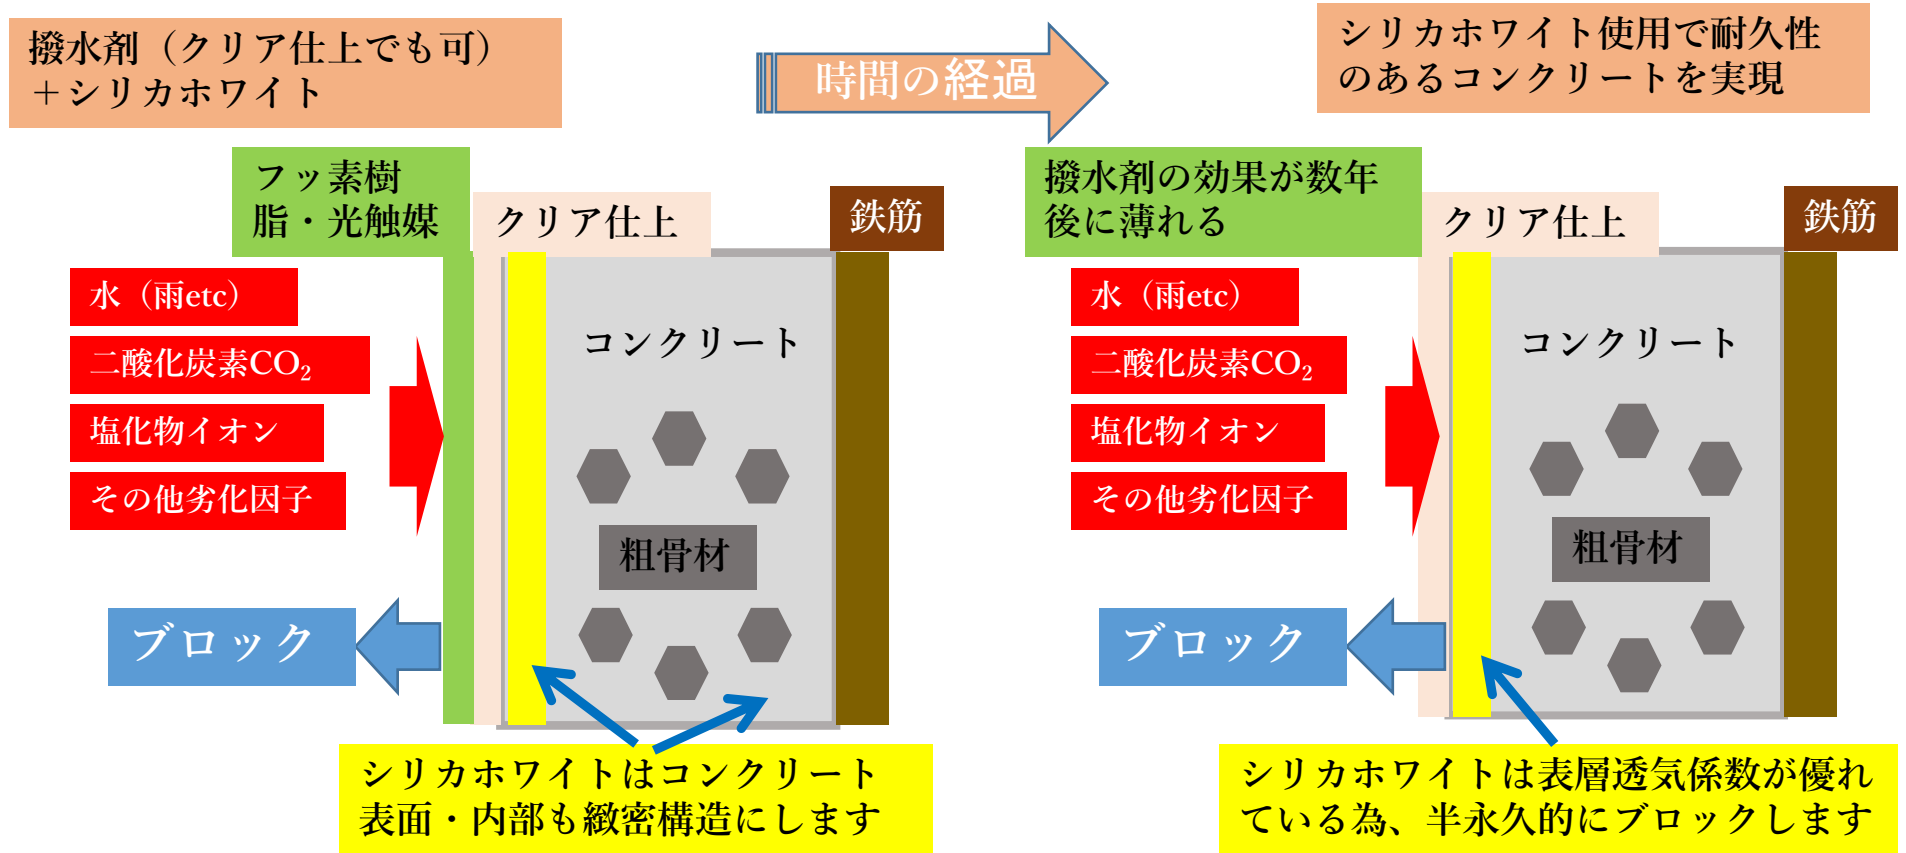 撥水剤（クリア仕上でも可）
＋シリカホワイト
時間の経過
シリカホワイト使用で耐久性
のあるコンクリートを実現
フッ素樹
脂・光触媒
クリア仕上
鉄筋
水（雨etc）
二酸化炭素CO₂
塩化物イオン
その他劣化因子
コンクリート
粗骨材
ブロック
シリカホワイトはコンクリート
表面・内部も緻密構造にします
撥水剤の効果が数年
後に薄れる
クリア仕上
鉄筋
水（雨etc）
二酸化炭素CO₂
塩化物イオン
その他劣化因子
コンクリート
粗骨材
ブロック
シリカホワイトは表層透気係数が優れ
ている為、半永久的にブロックします